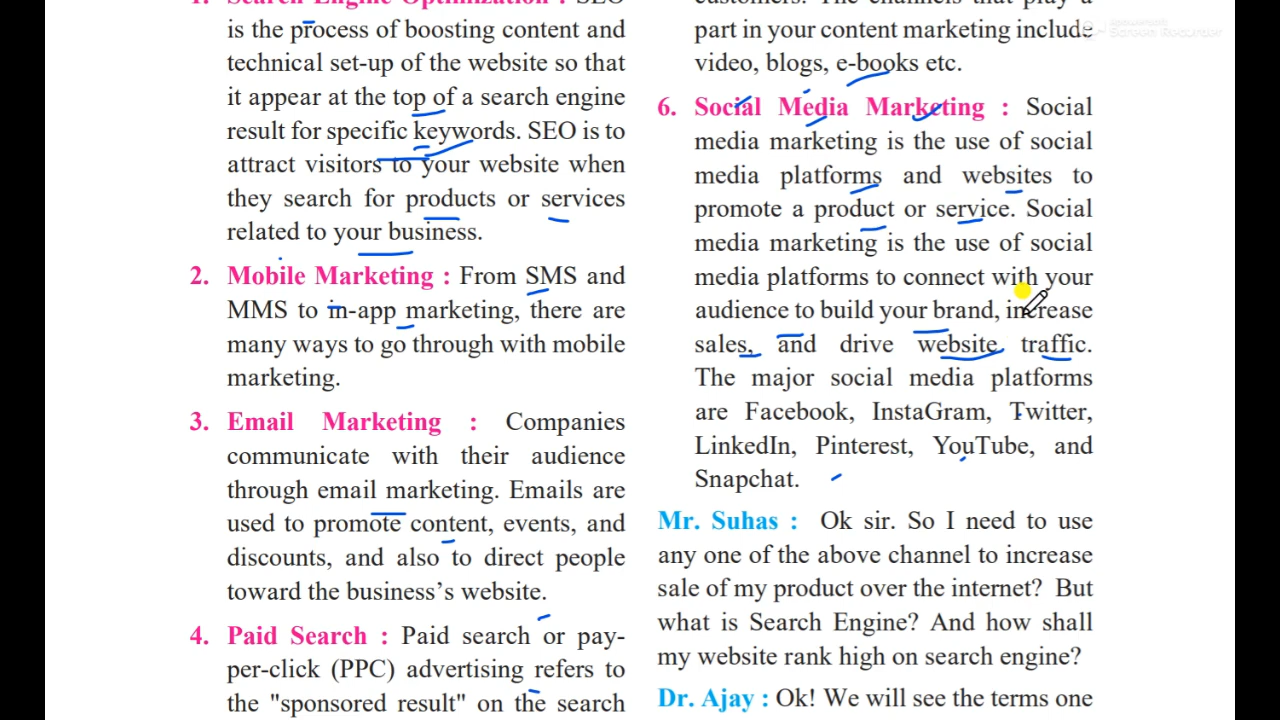 1. Search Engine Optimization : SEO
is the process of boosting content and
technical set-up of the website so that
it appear at the top of a search engine
result for specific keywords. SEO is to
attract visitors to your website when
they search for products or services
related to your business.
2. Mobile Marketing : From SMS and
MMS to in-app marketing, there are
many ways to go through with mobile
marketing.
3. Email Marketing : Companies
communicate with their audience
through email marketing. Emails are
used to promote content, events, and
discounts, and also to direct people
toward the business's website.
4. Paid Search : Paid search or pay-
per-click (PPC) advertising refers to
the "sponsored result" on the search
customers. The channels that play a
part in your content marketing include
video, blogs, e-books etc.
6. Social Media Marketing : Social
media marketing is the use of social
media platforms and websites to
promote a product or service. Social
media marketing is the use of social
media platforms to connect with your
audience to build your brand, increase
sales, and drive website traffic.
The major social media platforms
are Facebook, InstaGram, Twitter,
LinkedIn, Pinterest, YouTube, and
Snapchat.
Mr. Suhas : Ok sir. So I need to use
any one of the above channel to increase
sale of my product over the internet? But
what is Search Engine? And how shall
my website rank high on search engine?
Dr. Ajay : Ok! We will see the terms one
Screen Recorder